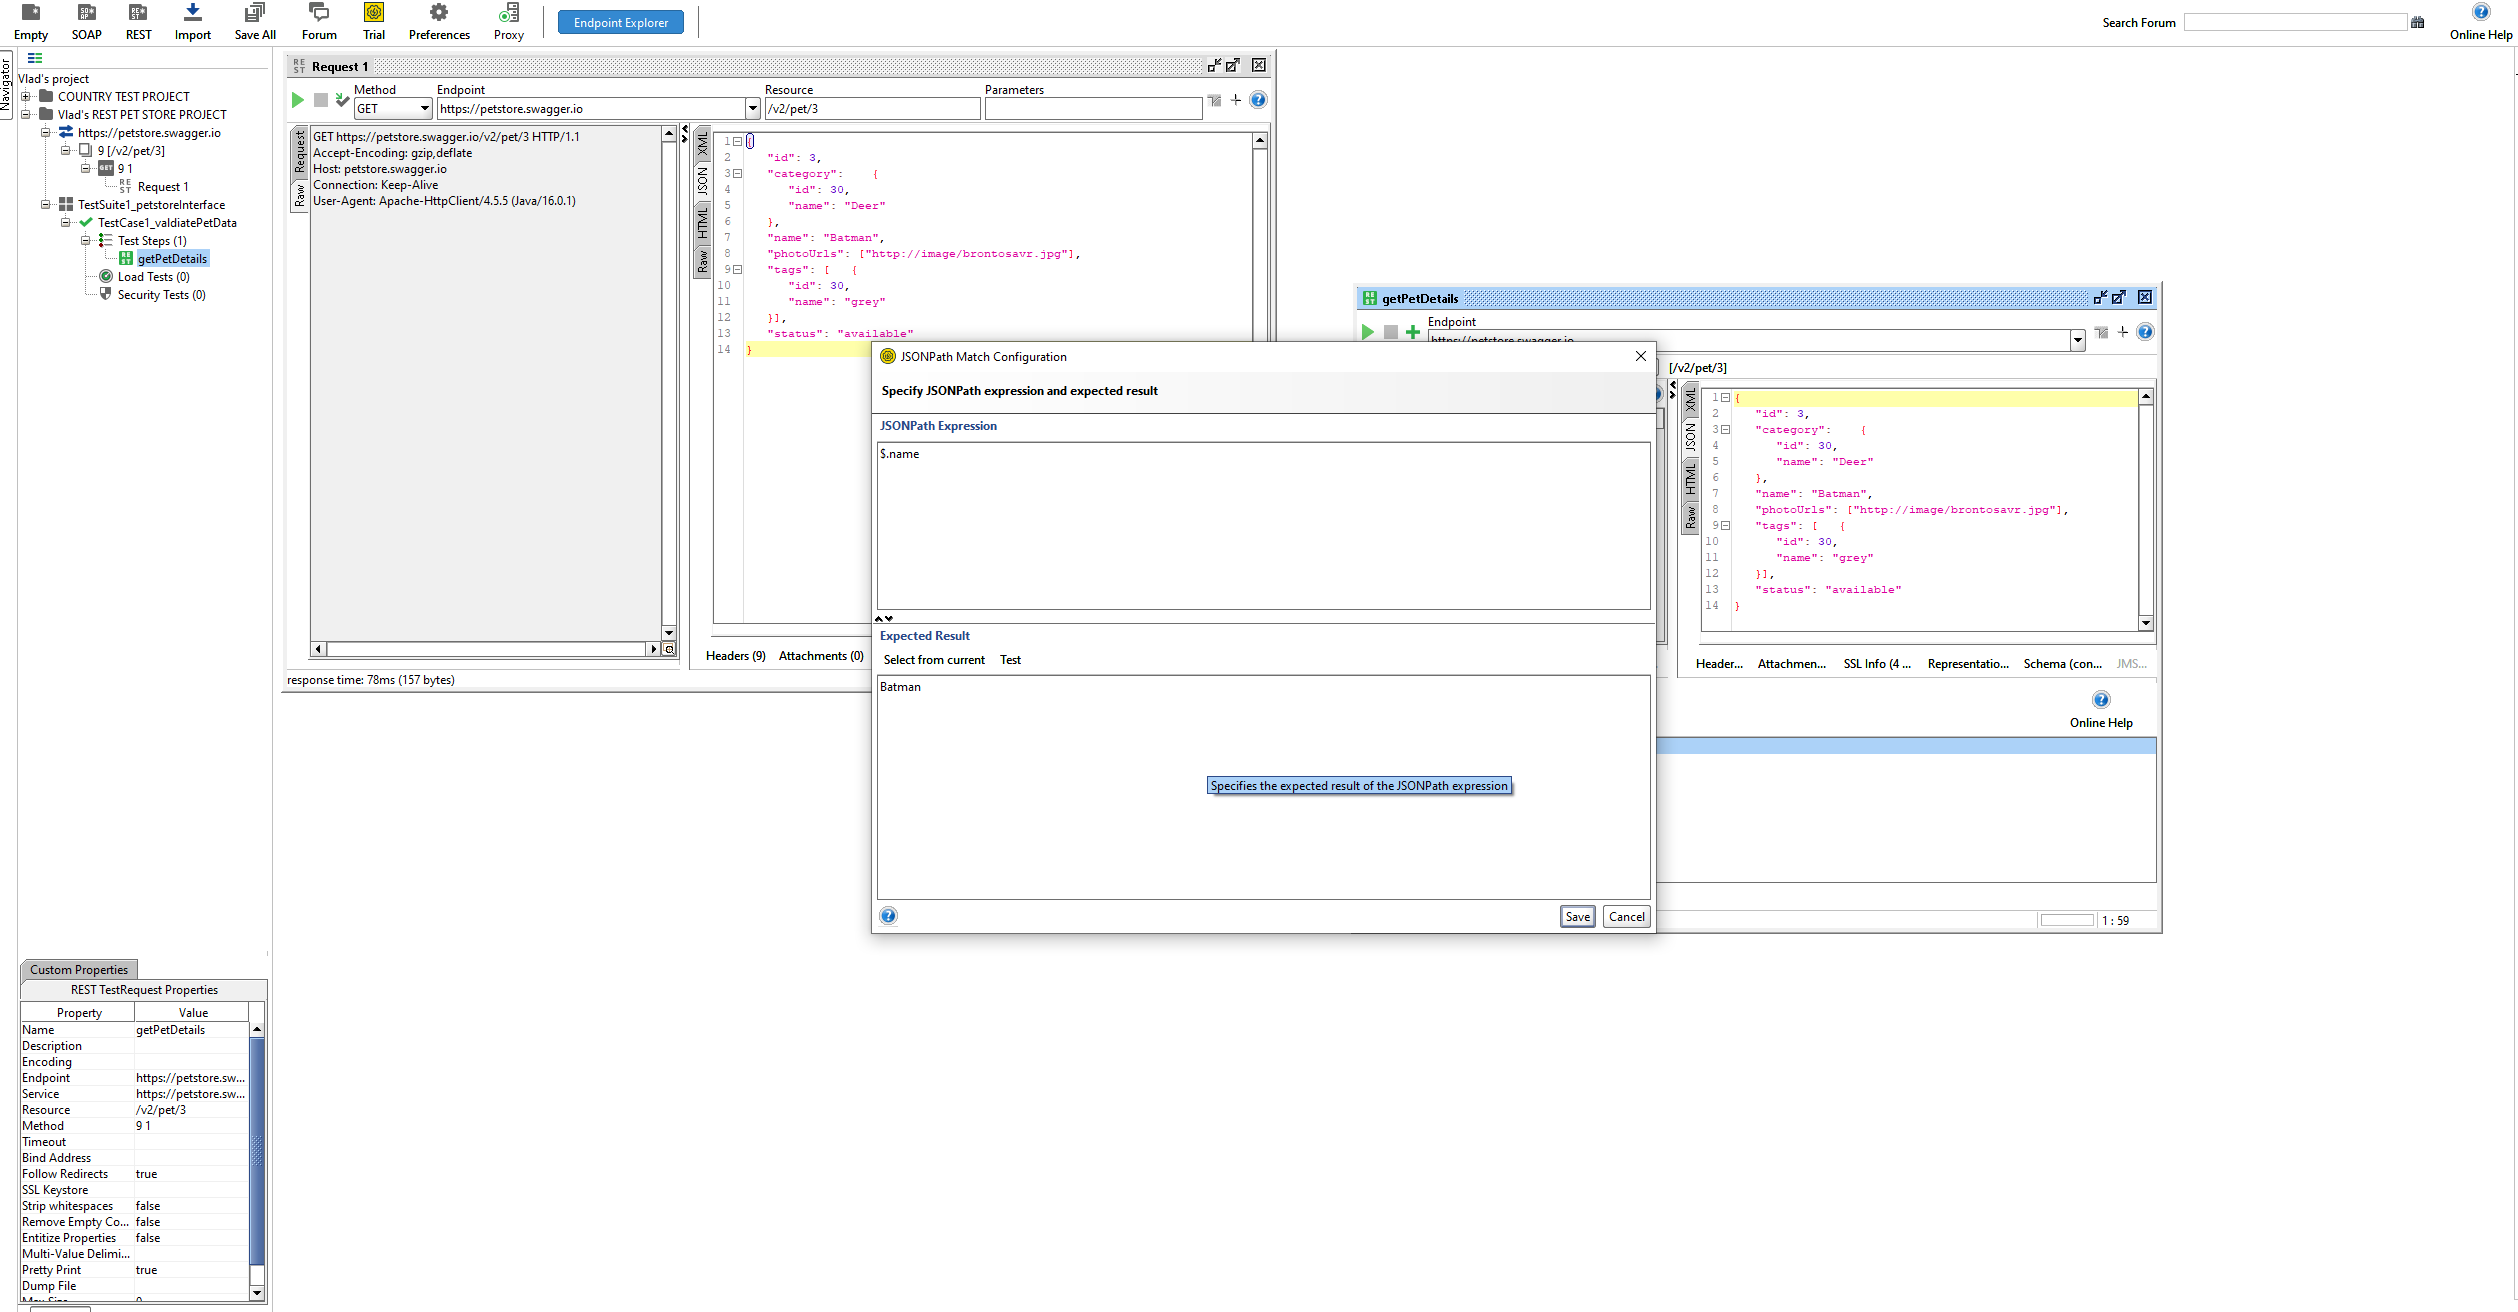 Empty SOAP REST Import Save All Forum Trial Preferences Proxy Endpoint Explorer Search Forum Online Help
Navigator
Vlad's project
COUNTRY TEST PROJECT
Vlad's REST PET STORE PROJECT
https://petstore.swagger.io
9 [/v2/pet/3]
GET 9 1
Request 1
TestSuite1_petstoreInterface
TestCase1_valdiatePetData
Test Steps (1)
getPetDetails
Load Tests (0)
Security Tests (0)
Custom Properties
REST TestRequest Properties
Property Value
Name getPetDetails
Description
Encoding
Endpoint https://petstore.sw...
Service https://petstore.sw...
Resource /v2/pet/3
Method 9 1
Timeout
Bind Address
Follow Redirects true
SSL Keystore
Strip whitespaces false
Remove Empty Co... false
Entitize Properties false
Multi-Value Delimi...
Pretty Print true
Dump File
Max Size 0
REST Request 1
Method Endpoint Resource Parameters
GET https://petstore.swagger.io /v2/pet/3
Request
Raw
GET https://petstore.swagger.io/v2/pet/3 HTTP/1.1
Accept-Encoding: gzip,deflate
Host: petstore.swagger.io
Connection: Keep-Alive
User-Agent: Apache-HttpClient/4.5.5 (Java/16.0.1)
XML
JSON
HTML
Raw
1 {
2 "id": 3,
3 "category": {
4 "id": 30,
5 "name": "Deer"
6 },
7 "name": "Batman",
8 "photoUrls": ["http://image/brontosavr.jpg"],
9 "tags": [ {
10 "id": 30,
11 "name": "grey"
12 }],
13 "status": "available"
14 }
Headers (9) Attachments (0)
response time: 78ms (157 bytes)
JSONPath Match Configuration
Specify JSONPath expression and expected result
JSONPath Expression
$.name
Expected Result
Select from current Test
Batman
Specifies the expected result of the JSONPath expression
Save Cancel
getPetDetails
Endpoint
https://petstore.swagger.io
[/v2/pet/3]
XML
JSON
HTML
Raw
1 {
2 "id": 3,
3 "category": {
4 "id": 30,
5 "name": "Deer"
6 },
7 "name": "Batman",
8 "photoUrls": ["http://image/brontosavr.jpg"],
9 "tags": [ {
10 "id": 30,
11 "name": "grey"
12 }],
13 "status": "available"
14 }
Header... Attachmen... SSL Info (4 ... Representatio... Schema (con... JMS...
Online Help
1 : 59